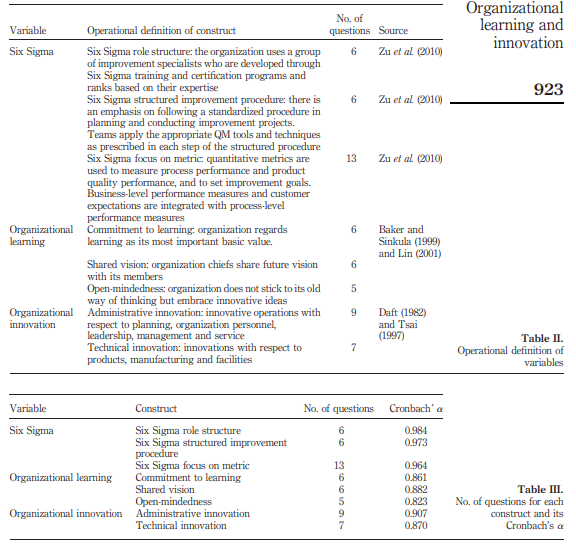 Organizational
learning and
innovation
923
No. of
Variable Operational definition of construct questions Source
Six Sigma Six Sigma role structure: the organization uses a group 6 Zu et al. (2010)
of improvement specialists who are developed through
Six Sigma training and certification programs and
ranks based on their expertise
Six Sigma structured improvement procedure: there is 6 Zu et al. (2010)
an emphasis on following a standardized procedure in
planning and conducting improvement projects.
Teams apply the appropriate QM tools and techniques
as prescribed in each step of the structured procedure
Six Sigma focus on metric: quantitative metrics are 13 Zu et al. (2010)
used to measure process performance and product
quality performance, and to set improvement goals.
Business-level performance measures and customer
expectations are integrated with process-level
performance measures
Organizational Commitment to learning: organization regards 6 Baker and
learning learning as its most important basic value. Sinkula (1999)
and Lin (2001)
Shared vision: organization chiefs share future vision 6
with its members
Open-mindedness: organization does not stick to its old 5
way of thinking but embrace innovative ideas
Organizational Administrative innovation: innovative operations with 9 Daft (1982)
innovation respect to planning, organization personnel, and Tsai
leadership, management and service (1997)
Technical innovation: innovations with respect to 7
products, manufacturing and facilities
Table II.
Operational definition of
variables
Variable Construct No. of questions Cronbach' α
Six Sigma Six Sigma role structure 6 0.984
Six Sigma structured improvement 6 0.973
procedure
Six Sigma focus on metric 13 0.964
Organizational learning Commitment to learning 6 0.861
Shared vision 6 0.882
Open-mindedness 5 0.823
Organizational innovation Administrative innovation 9 0.907
Technical innovation 7 0.870
Table III.
No. of questions for each
construct and its
Cronbach's α